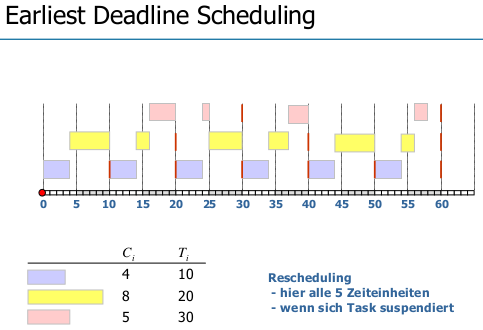 Earliest Deadline Scheduling
0 5 10 15 20 25 30 35 40 45 50 55 60
Ci Ti
4 10
8 20
5 30
Rescheduling
- hier alle 5 Zeiteinheiten
- wenn sich Task suspendiert